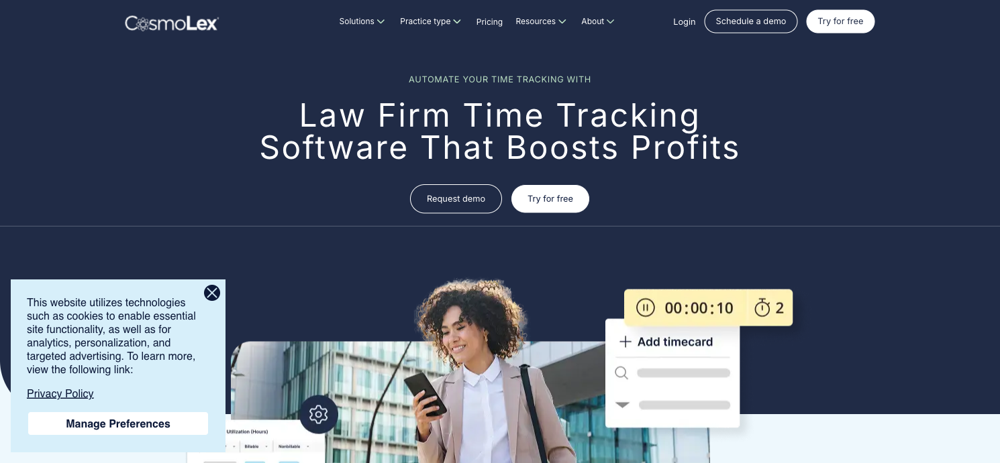 CosmoLex
Solutions
Practice type
Pricing
Resources
About
Login
Schedule a demo
Try for free
AUTOMATE YOUR TIME TRACKING WITH
Law Firm Time Tracking
Software That Boosts Profits
Request demo
Try for free
This website utilizes technologies
such as cookies to enable essential
site functionality, as well as for
analytics, personalization, and
targeted advertising. To learn more,
view the following link:
Privacy Policy
Manage Preferences
00:00:10
2
Add timecard
Utilization (Hours)
Billable
Nonbillable